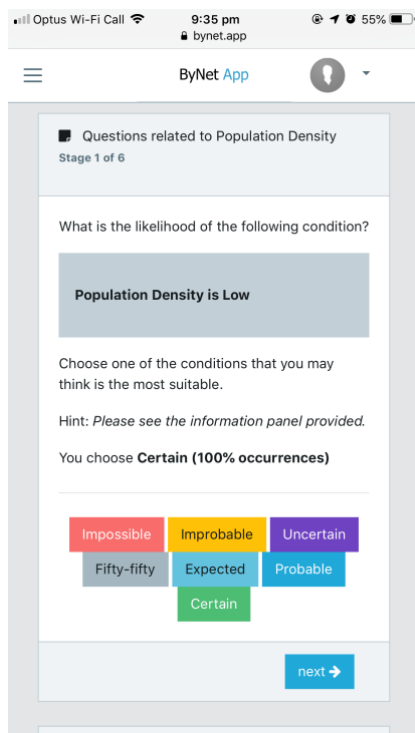 Optus Wi-Fi Call 9:35 pm 55%
bynet.app
ByNet App
Questions related to Population Density
Stage 1 of 6
What is the likelihood of the following condition?
Population Density is Low
Choose one of the conditions that you may
think is the most suitable.
Hint: Please see the information panel provided.
You choose Certain (100% occurrences)
Impossible Improbable Uncertain
Fifty-fifty Expected Probable
Certain
next